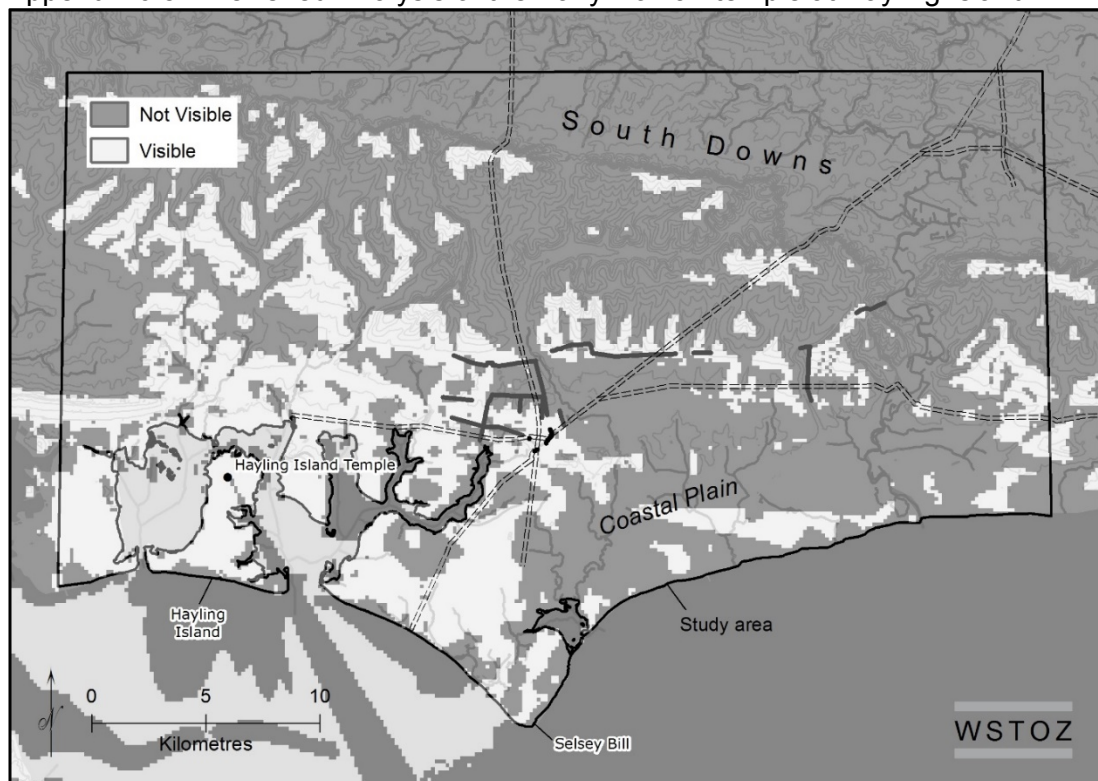 Not Visible
Visible
South Downs
Hayling Island Temple
Coastal Plain
Hayling
Island
Study area
0 5 10
Kilometres
Selsey Bill
WSTOZ